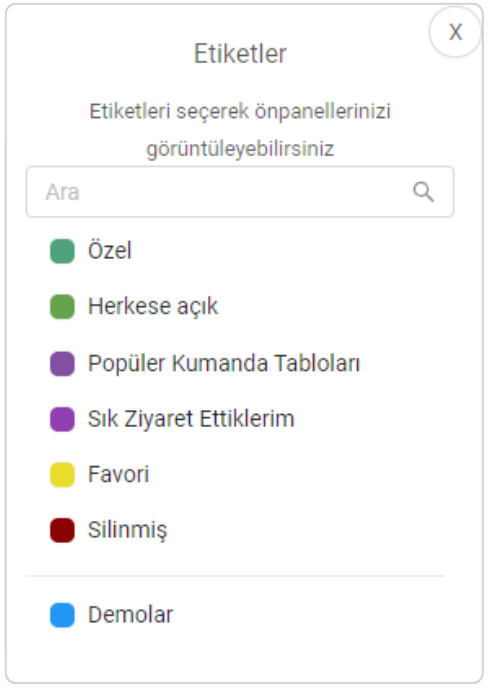 X
Etiketler
Etiketleri seçerek önpanellerinizi
görüntüleyebilirsiniz
Ara
Özel
Herkese açık
Popüler Kumanda Tabloları
Sık Ziyaret Ettiklerim
Favori
Silinmiş
Demolar